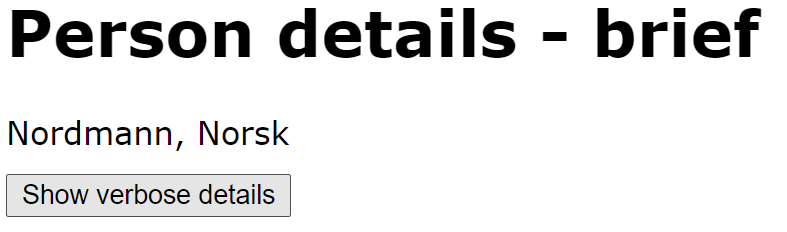 Person details - brief
Nordmann, Norsk
Show verbose details